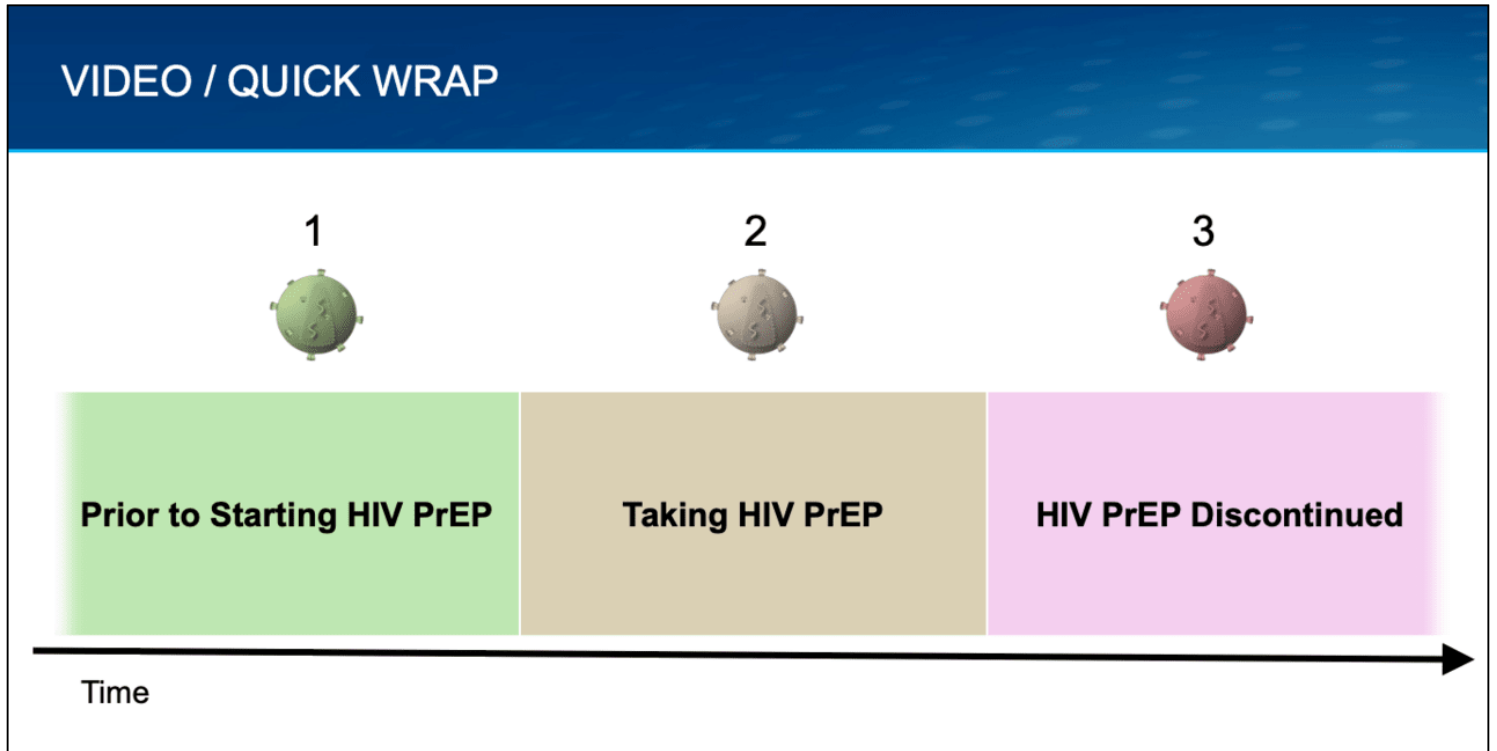 VIDEO / QUICK WRAP
1
2
3
Prior to Starting HIV PrEP
Taking HIV PrEP
HIV PrEP Discontinued
Time